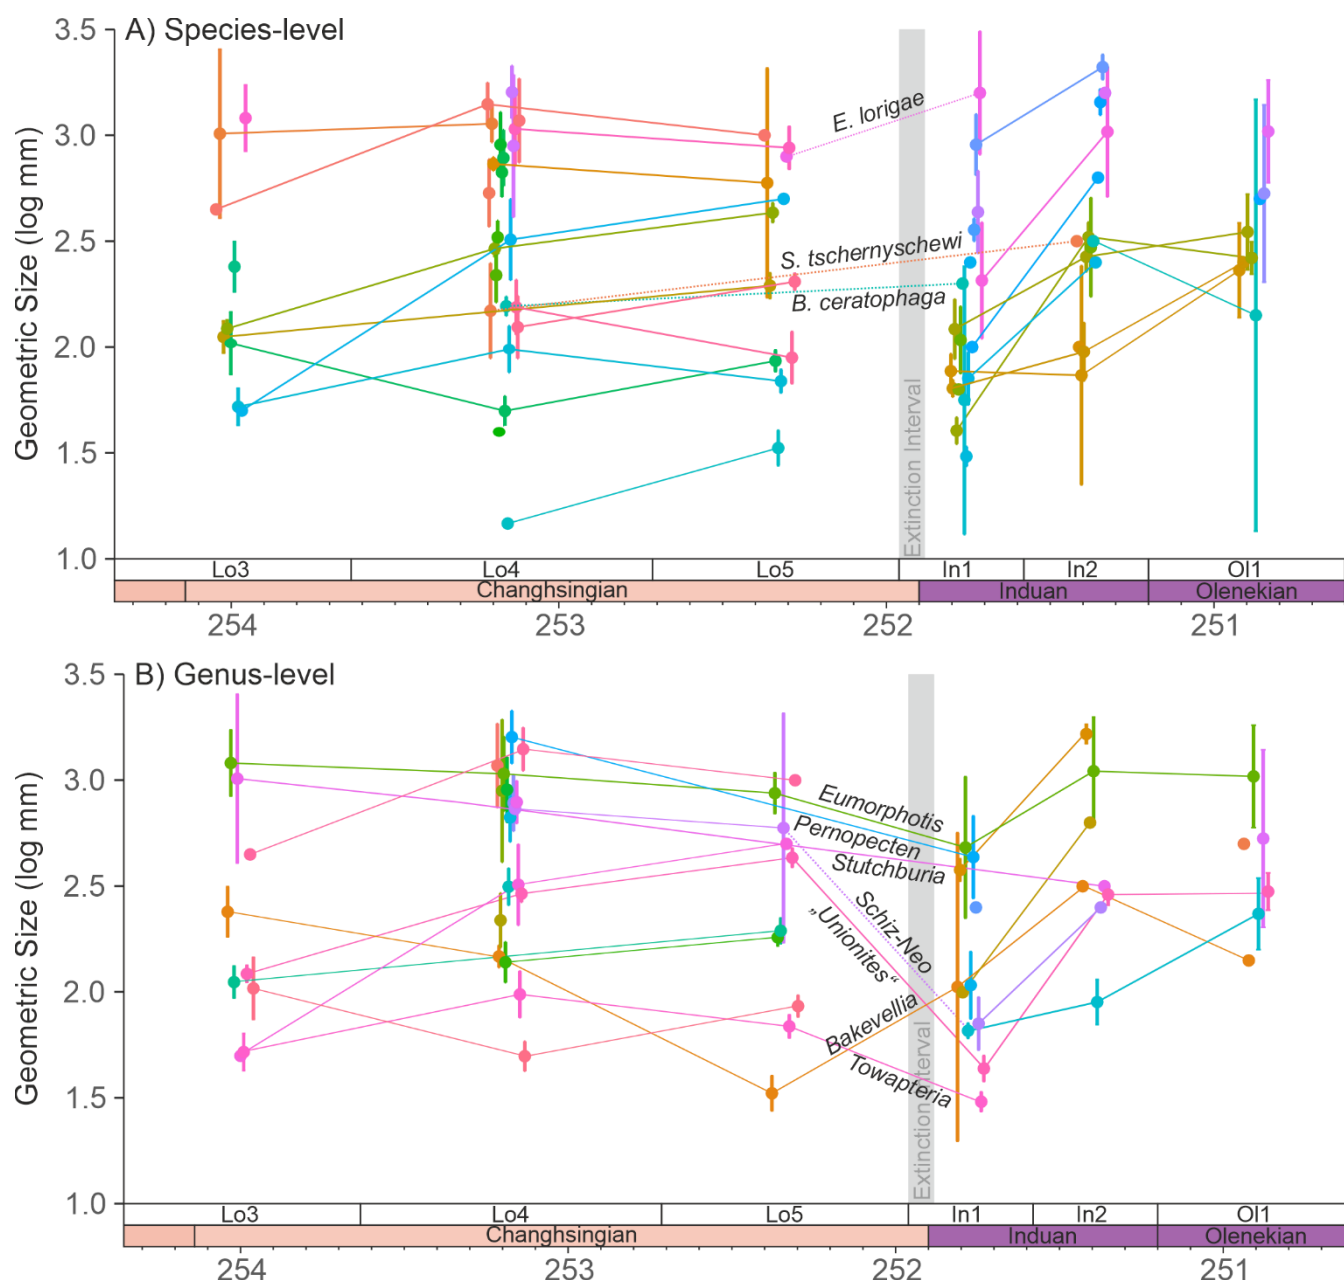 A) Species-level
3.5
3.0
2.5
2.0
1.5
1.0
Geometric Size (log mm)
E. lorigae
S. tschernyschewi
B. ceratophaga
Extinction Interval
Lo3 Lo4 Lo5 In1 In2 Ol1
Changhsingian Induan Olenekian
254 253 252 251
B) Genus-level
3.5
3.0
2.5
2.0
1.5
1.0
Geometric Size (log mm)
Eumorphotis
Pernopecten
Stutchburia
Schiz-Neo
„Unionites“
Bakevellia
Towapteria
Extinction Interval
Lo3 Lo4 Lo5 In1 In2 Ol1
Changhsingian Induan Olenekian
254 253 252 251